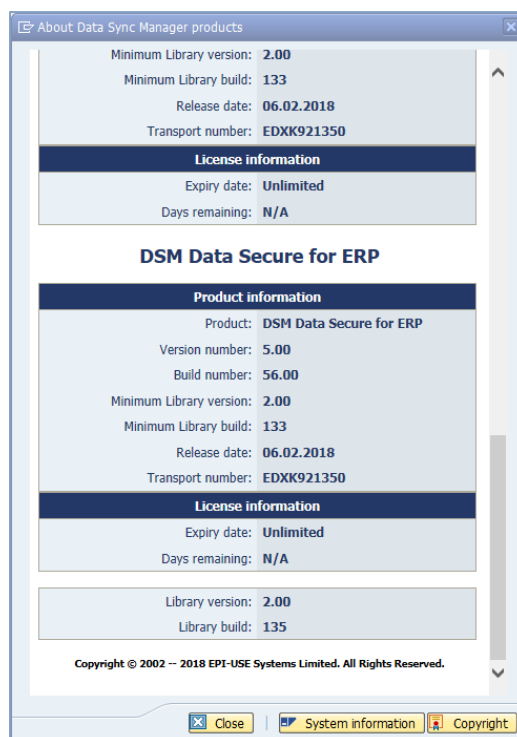 About Data Sync Manager products
Minimum Library version: 2.00
Minimum Library build: 133
Release date: 06.02.2018
Transport number: EDXK921350
License information
Expiry date: Unlimited
Days remaining: N/A
DSM Data Secure for ERP
Product information
Product: DSM Data Secure for ERP
Version number: 5.00
Build number: 56.00
Minimum Library version: 2.00
Minimum Library build: 133
Release date: 06.02.2018
Transport number: EDXK921350
License information
Expiry date: Unlimited
Days remaining: N/A
Library version: 2.00
Library build: 135
Copyright © 2002 -- 2018 EPI-USE Systems Limited. All Rights Reserved.
Close System information Copyright